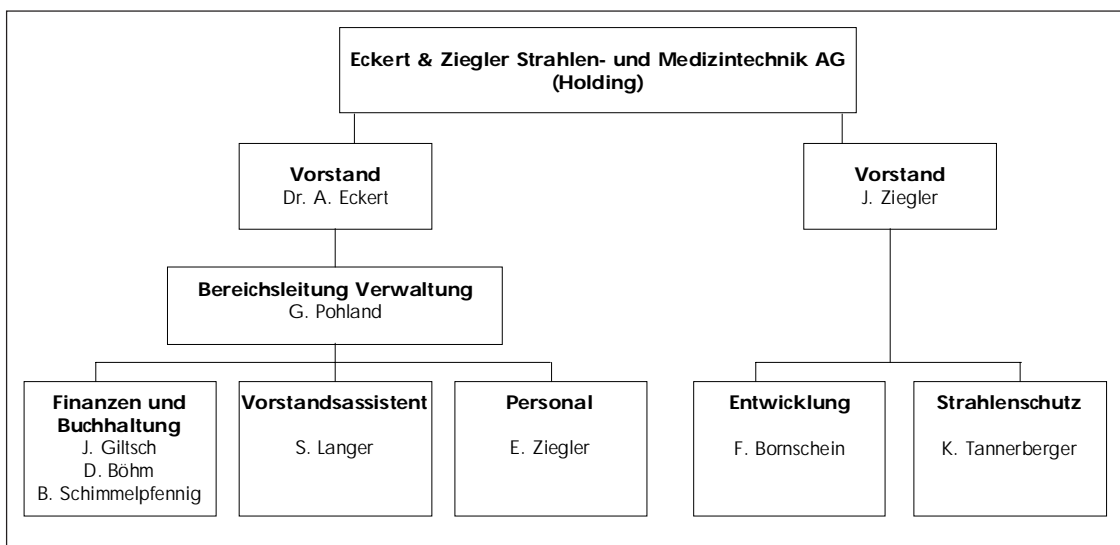 Eckert & Ziegler Strahlen- und Medizintechnik AG
(Holding)
Vorstand
Dr. A. Eckert
Vorstand
J. Ziegler
Bereichsleitung Verwaltung
G. Pohland
Finanzen und
Buchhaltung
J. Giltsch
D. Böhm
B. Schimmelpfennig
Vorstandsassistent
S. Langer
Personal
E. Ziegler
Entwicklung
F. Bornschein
Strahlenschutz
K. Tannerberger